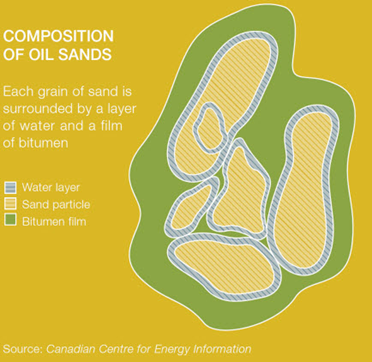 COMPOSITION
OF OIL SANDS
Each grain of sand is
surrounded by a layer
of water and a film
of bitumen
Water layer
Sand particle
Bitumen film
Source: Canadian Centre for Energy Information